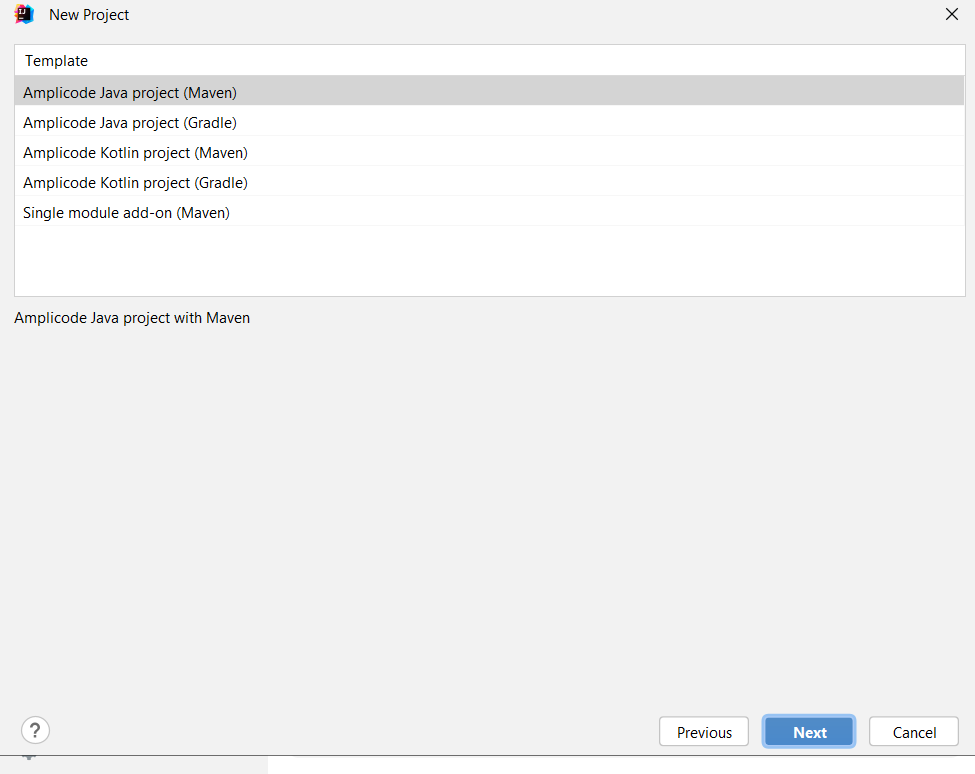 New Project
Template
Amplicode Java project (Maven)
Amplicode Java project (Gradle)
Amplicode Kotlin project (Maven)
Amplicode Kotlin project (Gradle)
Single module add-on (Maven)
Amplicode Java project with Maven
?
Previous
Next
Cancel